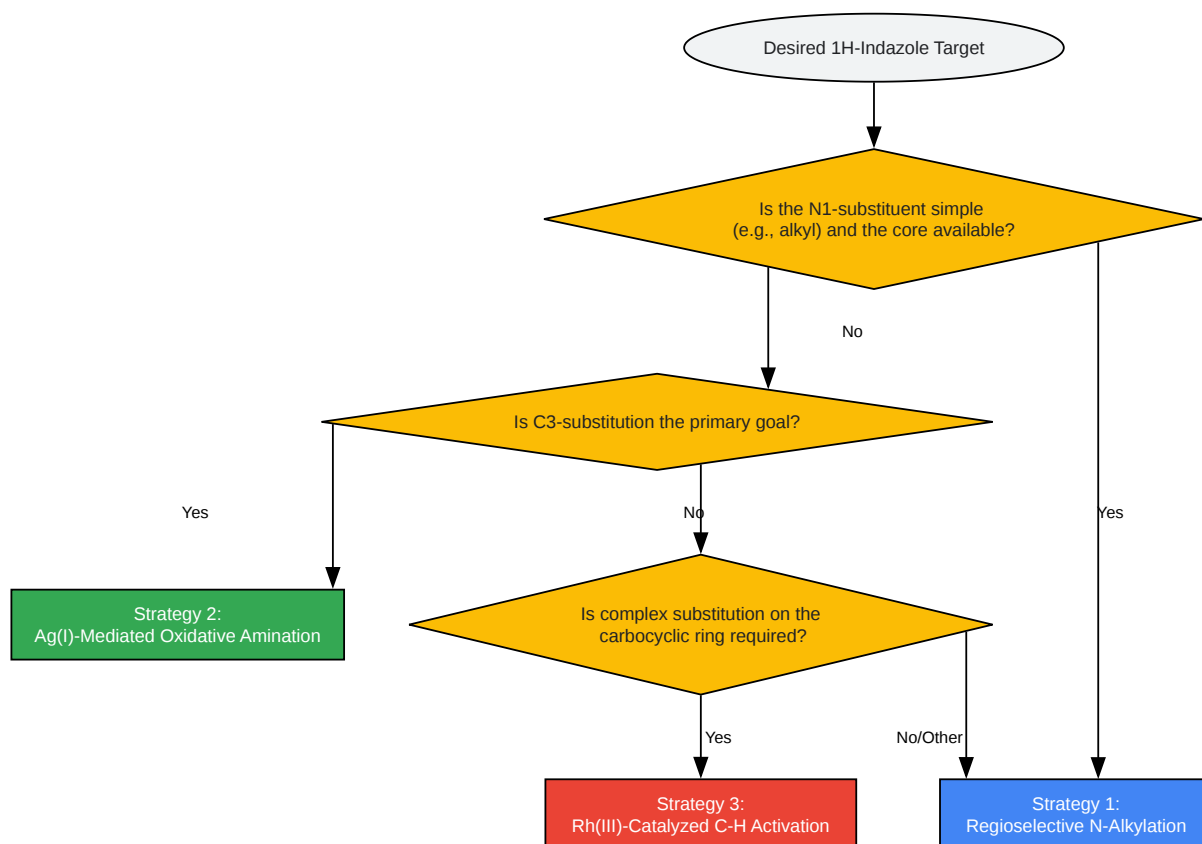 Desired 1H-Indazole Target
Is the N1-substituent simple
(e.g., alkyl) and the core available?
No
Is C3-substitution the primary goal?
Yes
No
Yes
Is complex substitution on the
carbocyclic ring required?
Strategy 2:
Ag(I)-Mediated Oxidative Amination
Yes
No/Other
Strategy 3:
Rh(III)-Catalyzed C-H Activation
Strategy 1:
Regioselective N-Alkylation